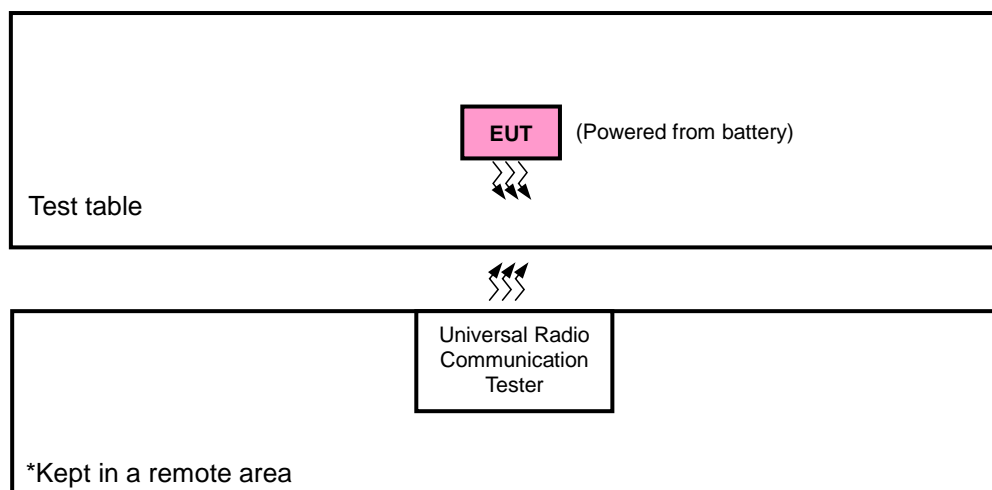 EUT
(Powered from battery)
Test table
Universal Radio
Communication
Tester
*Kept in a remote area